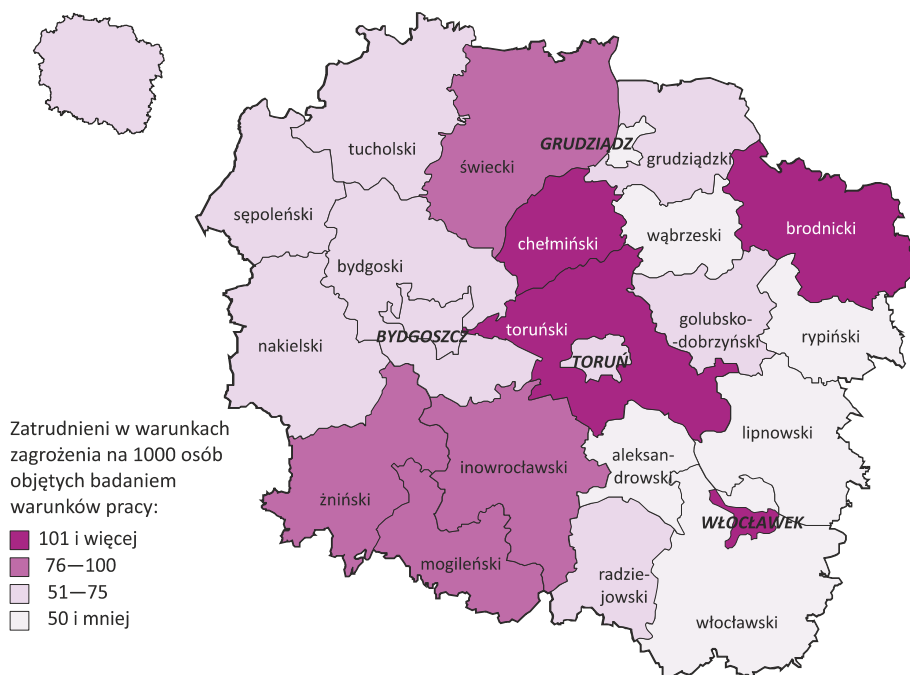 tucholski
świecki
GRUDZIĄDZ
grudziądzki
sępoleński
chełmiński
wąbrzeski
brodnicki
bydgoski
nakielski
BYDGOSZCZ
toruński
TORUŃ
golubsko-
-dobrzyński
rypiński
lipnowski
aleksan-
drowski
inowrocławski
żniński
mogileński
radzie-
jowski
WŁOCŁAWEK
włocławski
Zatrudnieni w warunkach
zagrożenia na 1000 osób
objętych badaniem
warunków pracy:
101 i więcej
76—100
51—75
50 i mniej